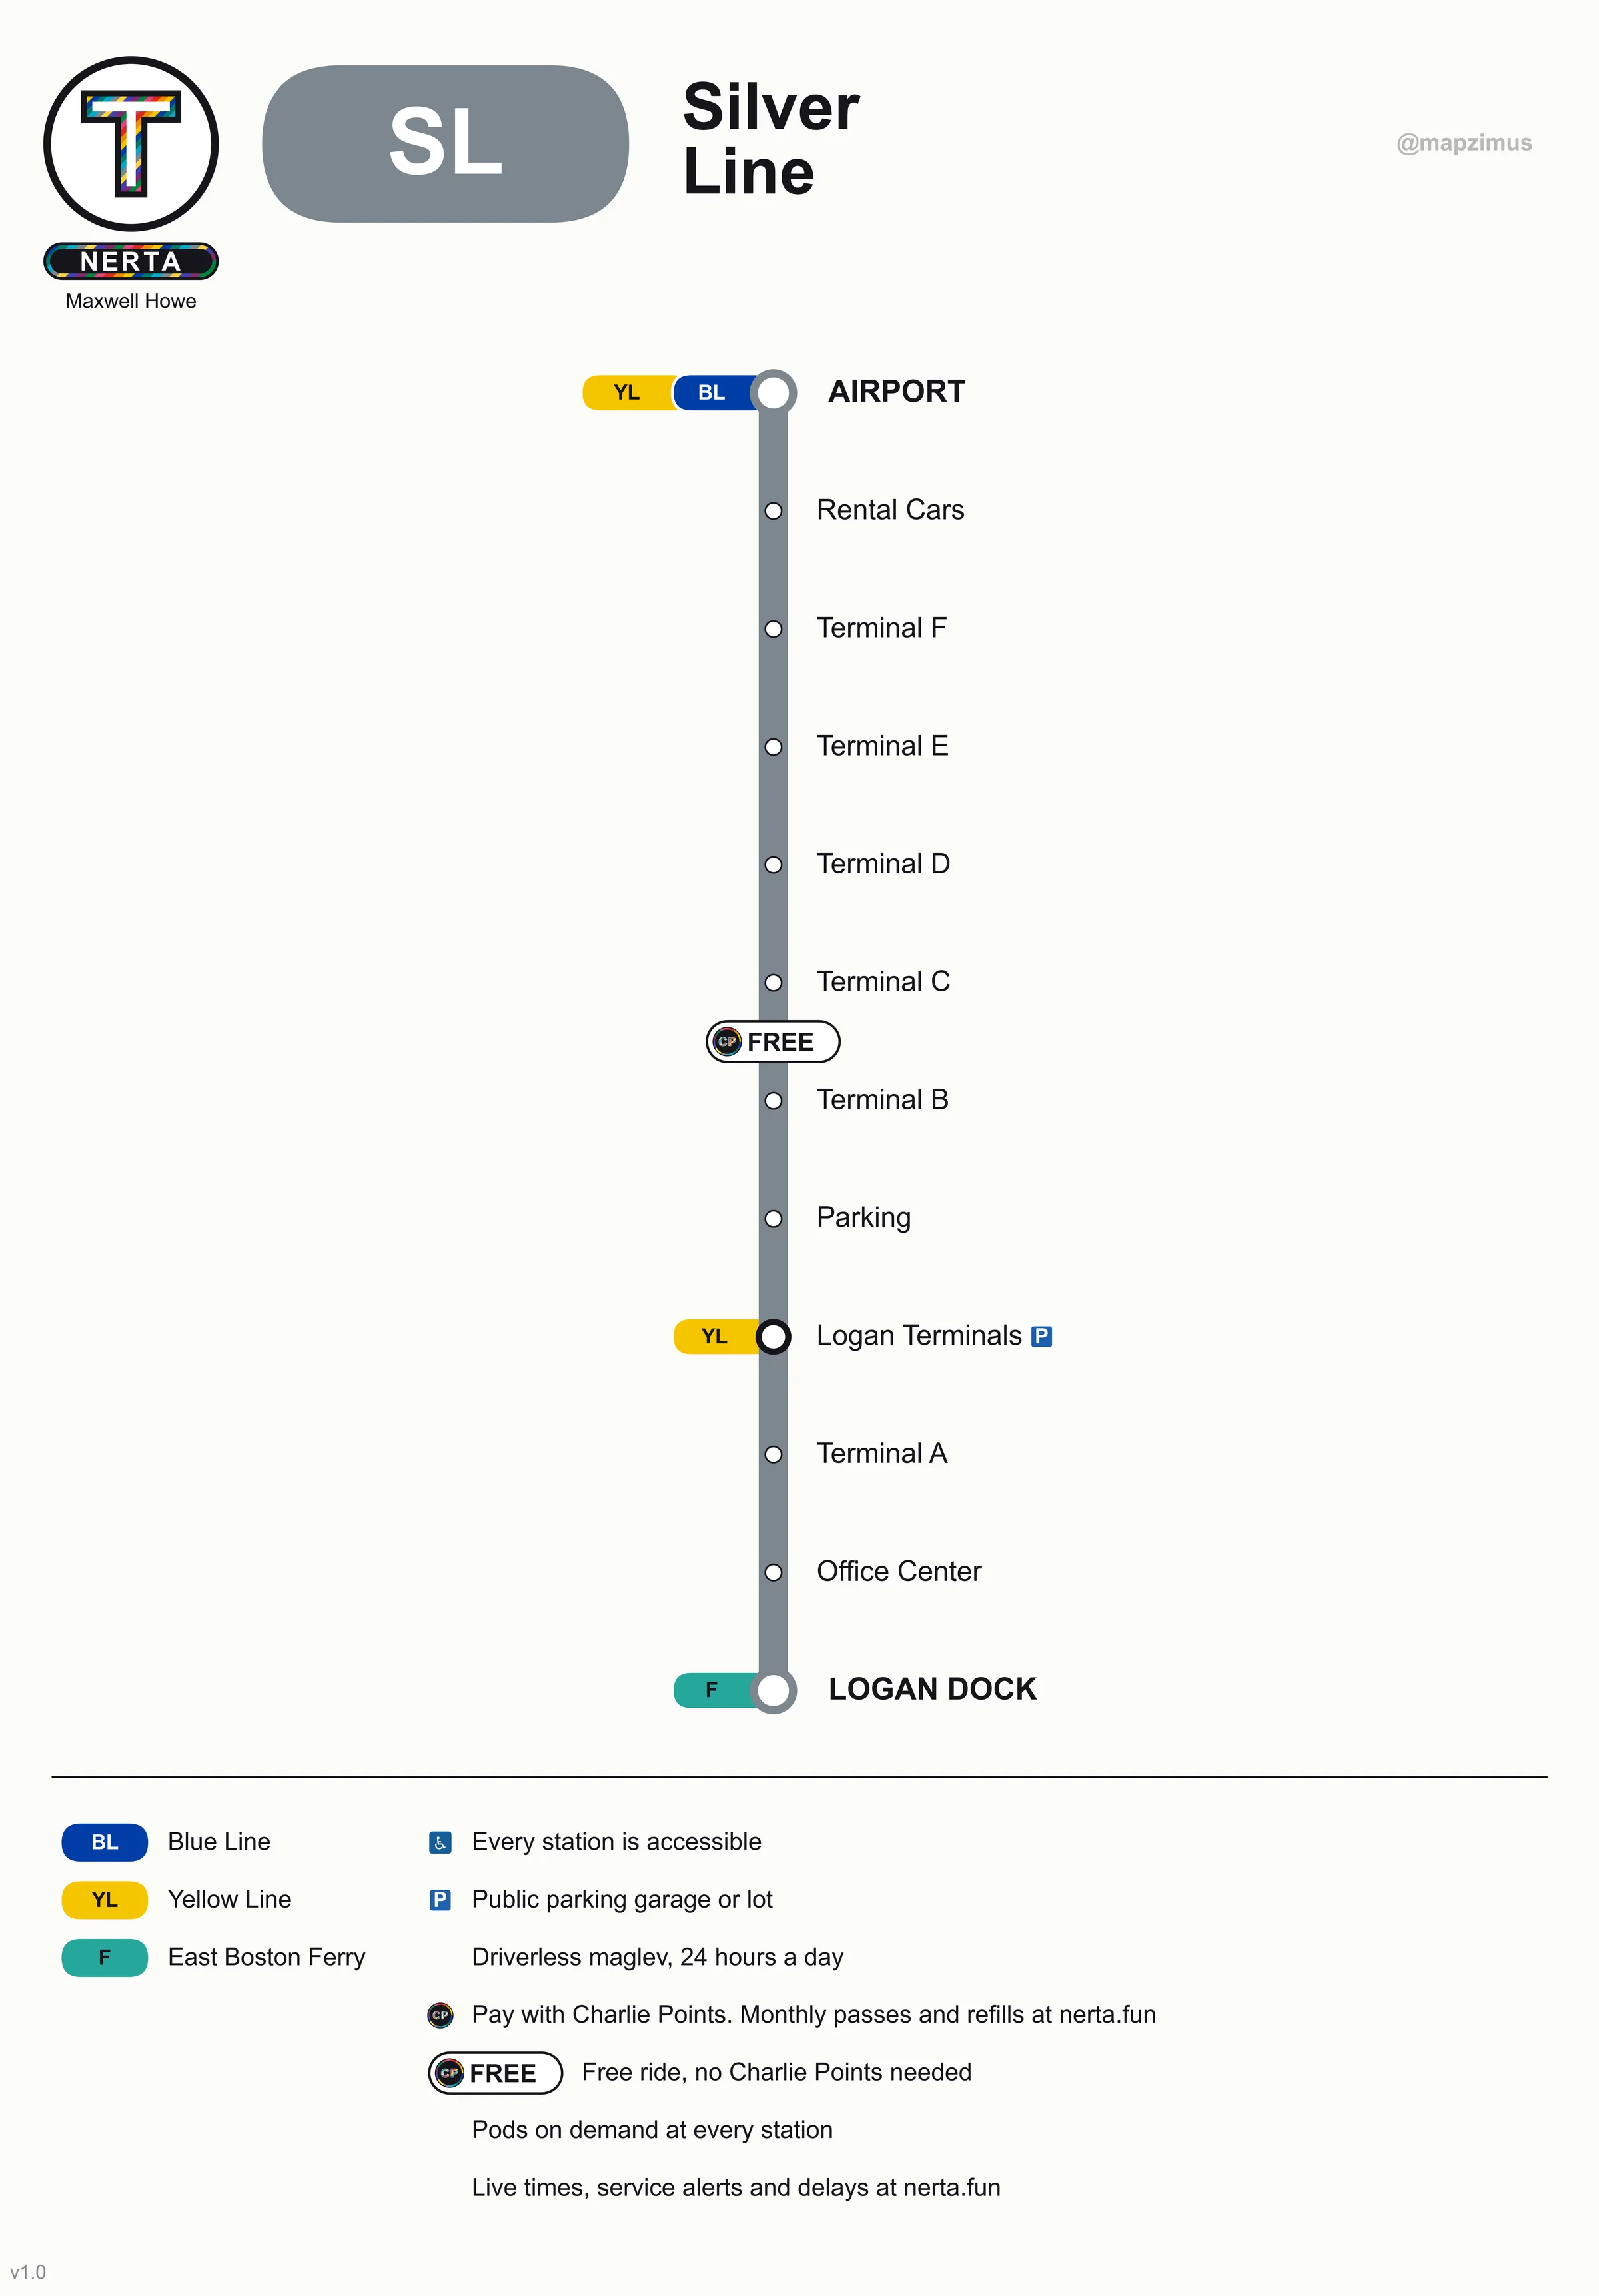 T
NERTA
Maxwell Howe
SL
Silver
Line
@mapzimus
YL BL AIRPORT
Rental Cars
Terminal F
Terminal E
Terminal D
Terminal C
CP FREE
Terminal B
Parking
YL Logan Terminals P
Terminal A
Office Center
F LOGAN DOCK
BL Blue Line
YL Yellow Line
F East Boston Ferry
Every station is accessible
P Public parking garage or lot
Driverless maglev, 24 hours a day
CP Pay with Charlie Points. Monthly passes and refills at nerta.fun
CP FREE Free ride, no Charlie Points needed
Pods on demand at every station
Live times, service alerts and delays at nerta.fun
v1.0